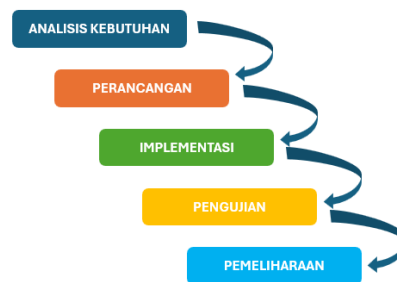 ANALISIS KEBUTUHAN
PERANCANGAN
IMPLEMENTASI
PENGUJIAN
PEMELIHARAAN